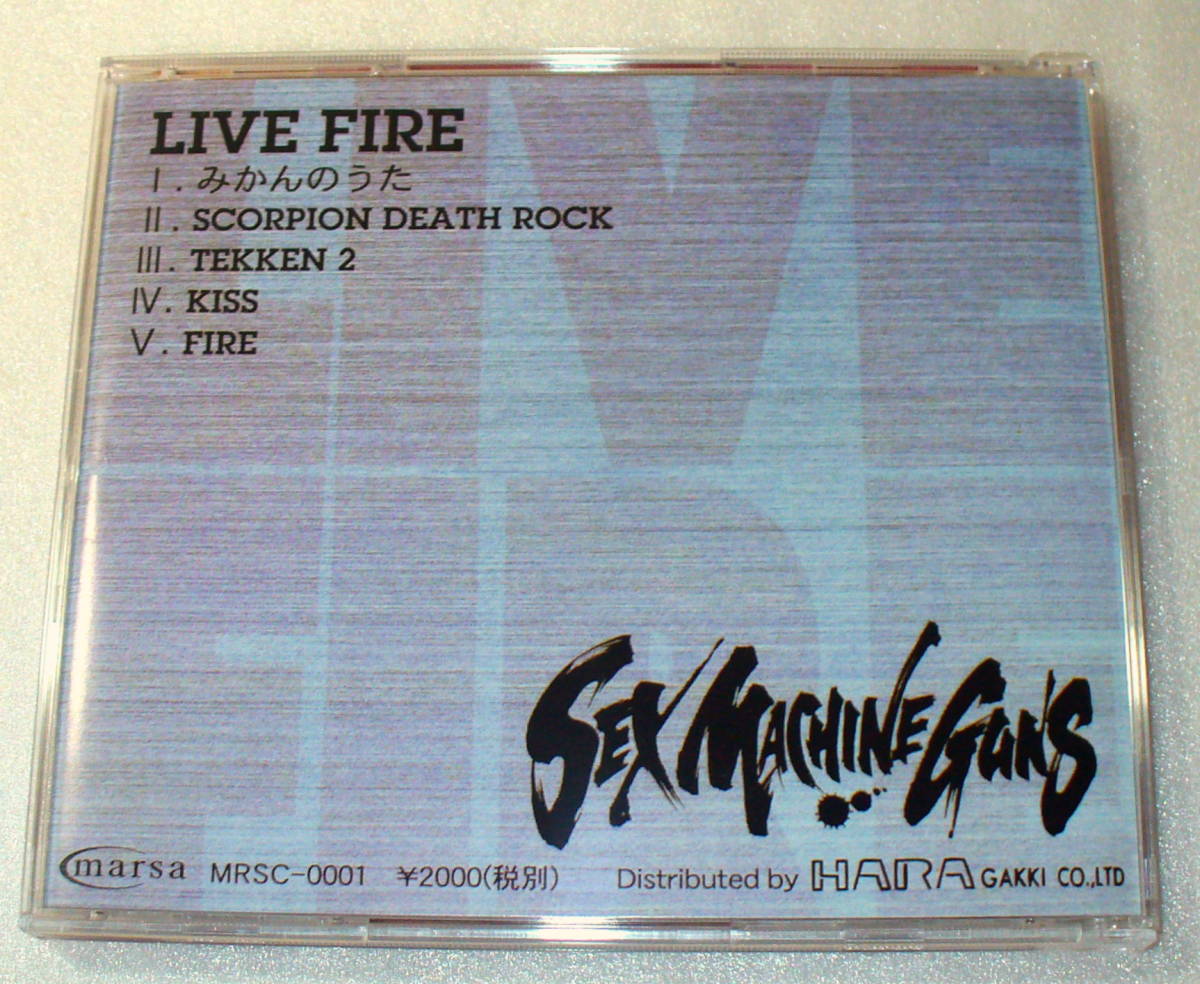 LIVE FIRE
Ⅰ. みかんのうた
Ⅱ. SCORPION DEATH ROCK
Ⅲ. TEKKEN 2
Ⅳ. KISS
Ⅴ. FIRE
SEX MACHINEGUNS
marsa MRSC-0001 ¥2000(税別) Distributed by HARA GAKKI CO.,LTD